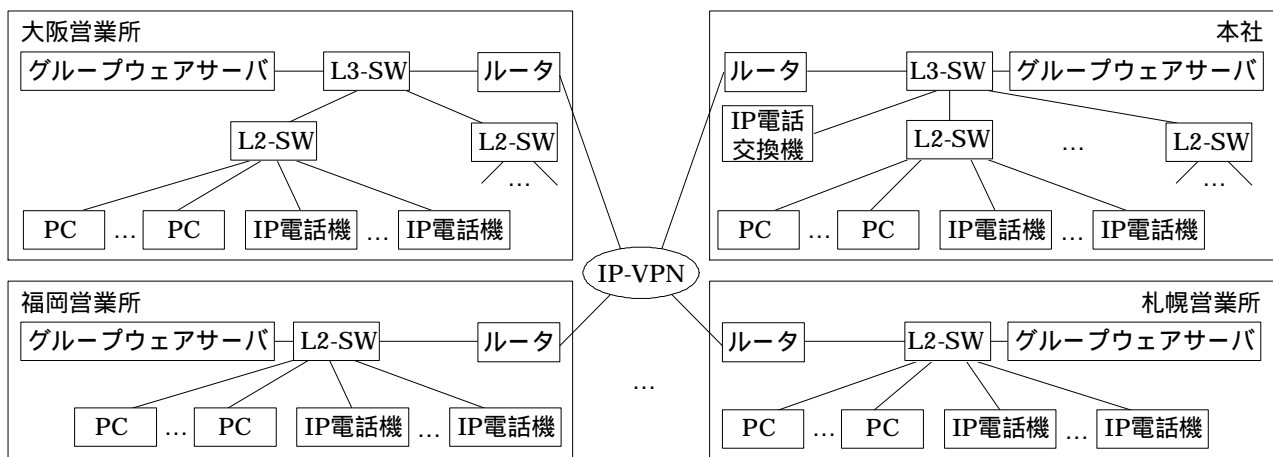 大阪営業所
グループウェアサーバ L3-SW ルータ
L2-SW L2-SW
…
PC … PC IP電話機 … IP電話機
本社
ルータ L3-SW グループウェアサーバ
IP電話
交換機
L2-SW … L2-SW
…
PC … PC IP電話機 … IP電話機
IP-VPN
福岡営業所
グループウェアサーバ L2-SW ルータ
PC … PC IP電話機 … IP電話機
…
札幌営業所
ルータ L2-SW グループウェアサーバ
PC … PC IP電話機 … IP電話機